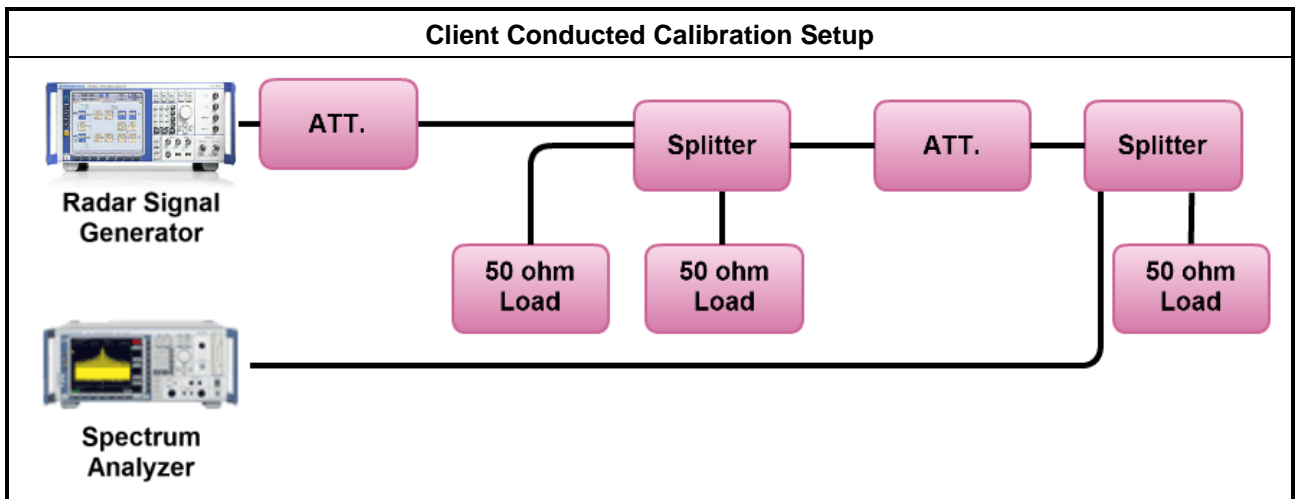 Client Conducted Calibration Setup
ATT.
Splitter
ATT.
Splitter
Radar Signal
Generator
50 ohm
Load
50 ohm
Load
50 ohm
Load
Spectrum
Analyzer